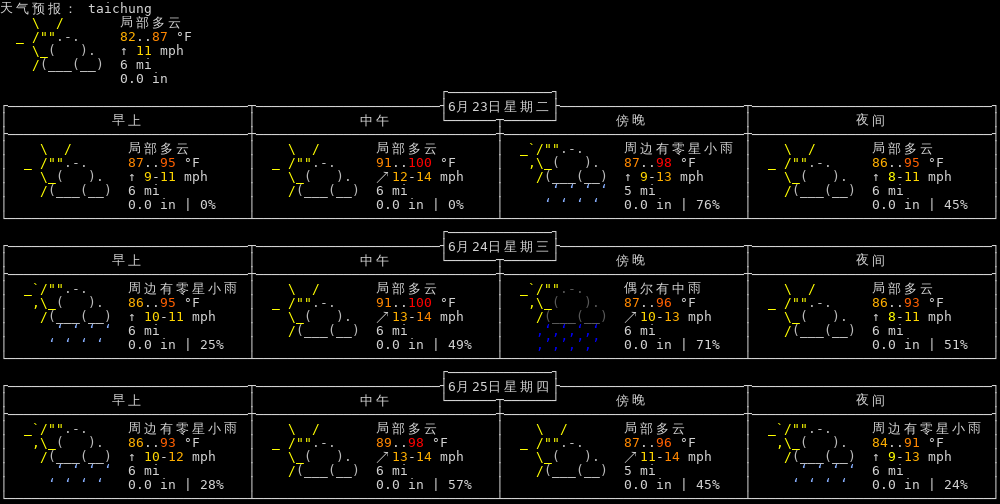 天气预报： taichung
局部多云
82..87 °F
↑ 11 mph
6 mi
0.0 in
6月23日星期二
早上 中午 傍晚 夜间
局部多云 局部多云 周边有零星小雨 局部多云
87..95 °F 91..100 °F 87..98 °F 86..95 °F
↑ 9-11 mph ↗ 12-14 mph ↑ 9-13 mph ↑ 8-11 mph
6 mi 6 mi 5 mi 6 mi
0.0 in | 0% 0.0 in | 0% 0.0 in | 76% 0.0 in | 45%
6月24日星期三
早上 中午 傍晚 夜间
周边有零星小雨 局部多云 偶尔有中雨 局部多云
86..95 °F 91..100 °F 87..96 °F 86..93 °F
↑ 10-11 mph ↗ 13-14 mph ↗ 10-13 mph ↑ 8-11 mph
6 mi 6 mi 6 mi 6 mi
0.0 in | 25% 0.0 in | 49% 0.0 in | 71% 0.0 in | 51%
6月25日星期四
早上 中午 傍晚 夜间
周边有零星小雨 局部多云 局部多云 周边有零星小雨
86..93 °F 89..98 °F 87..96 °F 84..91 °F
↑ 10-12 mph ↗ 13-14 mph ↗ 11-14 mph ↑ 9-13 mph
6 mi 6 mi 5 mi 6 mi
0.0 in | 28% 0.0 in | 57% 0.0 in | 45% 0.0 in | 24%